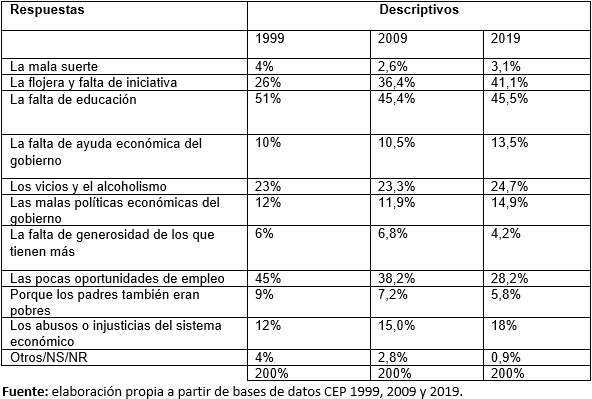 Respuestas Descriptivos
1999 2009 2019
La mala suerte 4% 2,6% 3,1%
La flojera y falta de iniciativa 26% 36,4% 41,1%
La falta de educación 51% 45,4% 45,5%
La falta de ayuda económica del 10% 10,5% 13,5%
gobierno
Los vicios y el alcoholismo 23% 23,3% 24,7%
Las malas políticas económicas del 12% 11,9% 14,9%
gobierno
La falta de generosidad de los que 6% 6,8% 4,2%
tienen más
Las pocas oportunidades de empleo 45% 38,2% 28,2%
Porque los padres también eran 9% 7,2% 5,8%
pobres
Los abusos o injusticias del sistema 12% 15,0% 18%
económico
Otros/NS/NR 4% 2,8% 0,9%
200% 200% 200%
Fuente: elaboración propia a partir de bases de datos CEP 1999, 2009 y 2019.